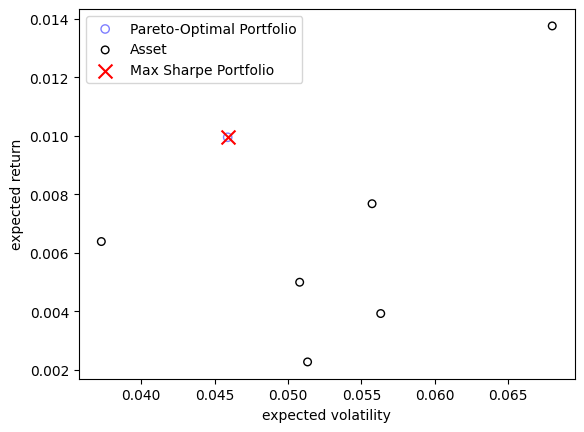 0.014
0.012
0.010
0.008
0.006
0.004
0.002
expected return
Pareto-Optimal Portfolio
Asset
Max Sharpe Portfolio
0.040
0.045
0.050
0.055
0.060
0.065
expected volatility